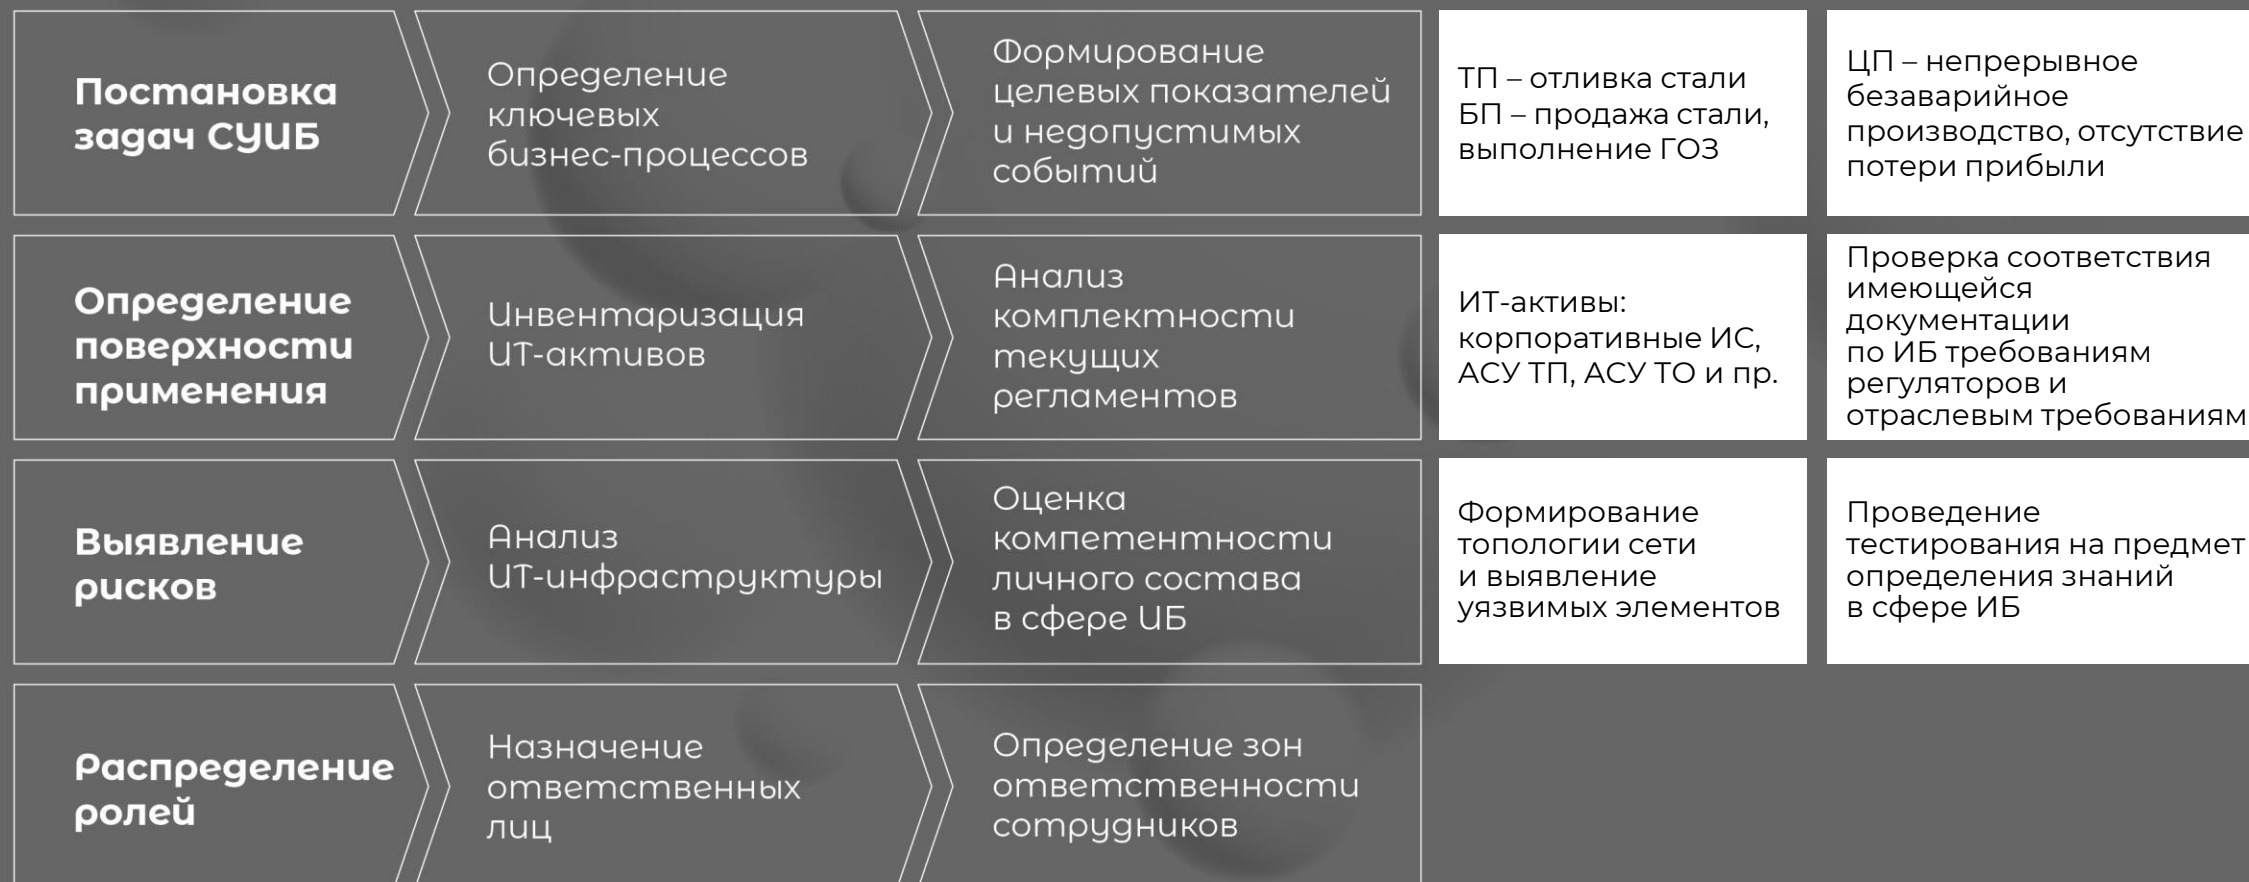 Постановка
задач СУИБ
Определение
ключевых
бизнес-процессов
Формирование
целевых показателей
и недопустимых
событий
ТП – отливка стали
БП – продажа стали,
выполнение ГОЗ
ЦП – непрерывное
безаварийное
производство, отсутствие
потери прибыли
Определение
поверхности
применения
Инвентаризация
ИТ-активов
Анализ
комплектности
текущих
регламентов
ИТ-активы:
корпоративные ИС,
АСУ ТП, АСУ ТО и пр.
Проверка соответствия
имеющейся
документации
по ИБ требованиям
регуляторов и
отраслевым требованиям
Выявление
рисков
Анализ
ИТ-инфраструктуры
Оценка
компетентности
личного состава
в сфере ИБ
Формирование
топологии сети
и выявление
уязвимых элементов
Проведение
тестирования на предмет
определения знаний
в сфере ИБ
Распределение
ролей
Назначение
ответственных
лиц
Определение зон
ответственности
сотрудников